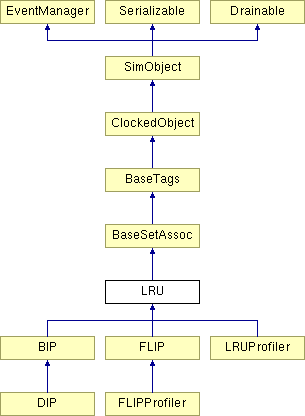 EventManager Serializable Drainable
SimObject
ClockedObject
BaseTags
BaseSetAssoc
LRU
BIP FLIP LRUProfiler
DIP FLIPProfiler